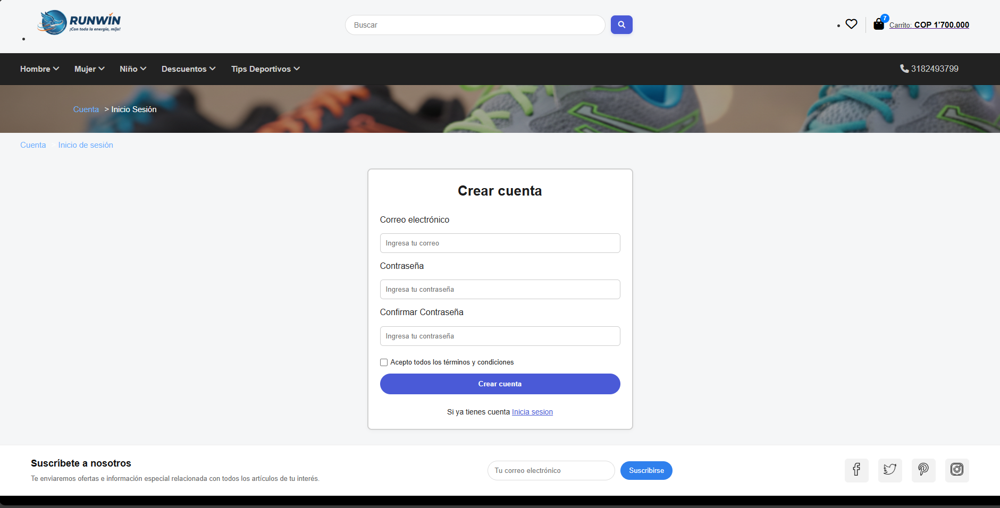 RUNWIN
¡Con toda la energía, mijo!
Buscar
7
Carrito: COP 1'700.000
Hombre Mujer Niño Descuentos Tips Deportivos
3182493799
Cuenta > Inicio Sesión
Cuenta > Inicio de sesión
Crear cuenta
Correo electrónico
Ingresa tu correo
Contraseña
Ingresa tu contraseña
Confirmar Contraseña
Ingresa tu contraseña
Acepto todos los términos y condiciones
Crear cuenta
Si ya tienes cuenta Inicia sesion
Suscríbete a nosotros
Te enviaremos ofertas e información especial relacionada con todos los artículos de tu interés.
Tu correo electrónico
Suscribirse